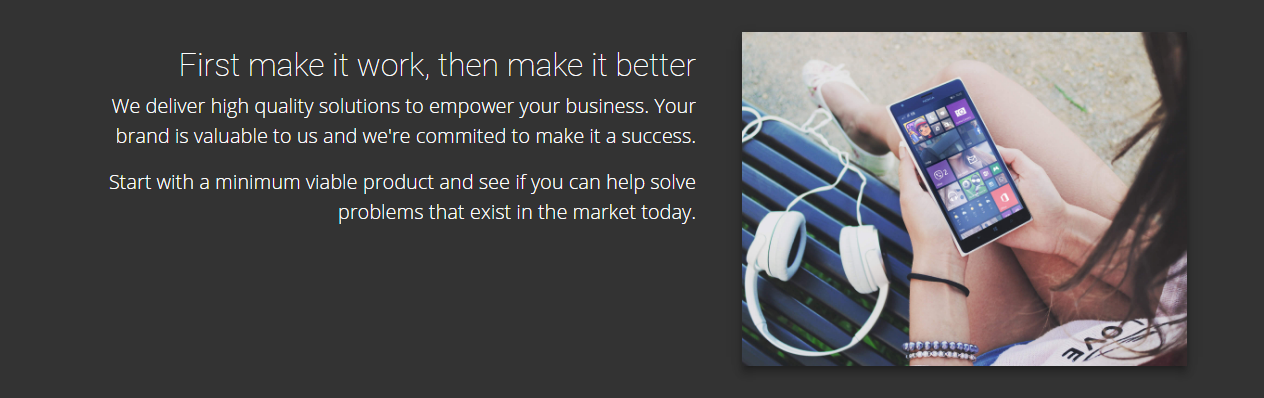 First make it work, then make it better
We deliver high quality solutions to empower your business. Your
brand is valuable to us and we're commited to make it a success.
Start with a minimum viable product and see if you can help solve
problems that exist in the market today.
LOVE